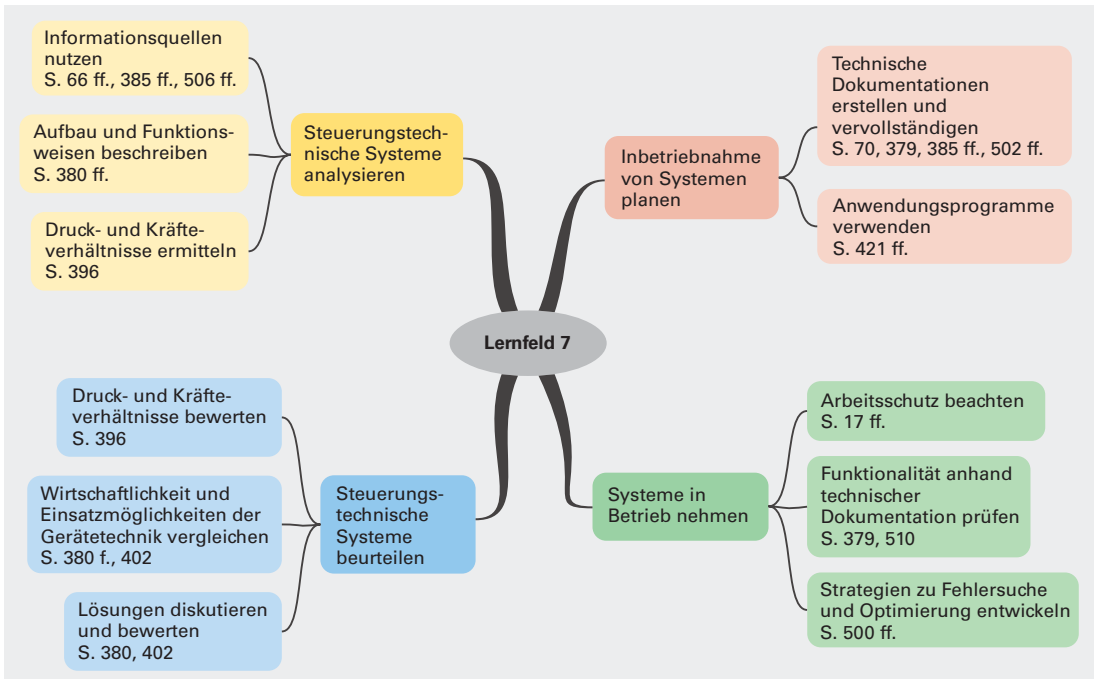 Informationsquellen
nutzen
S. 66 ff., 385 ff., 506 ff.
Aufbau und Funktions-
weisen beschreiben
S. 380 ff.
Druck- und Kräfte-
verhältnisse ermitteln
S. 396
Steuerungstech-
nische Systeme
analysieren
Inbetriebnahme
von Systemen
planen
Technische
Dokumentationen
erstellen und
vervollständigen
S. 70, 379, 385 ff., 502 ff.
Anwendungsprogramme
verwenden
S. 421 ff.
Lernfeld 7
Druck- und Kräfte-
verhältnisse bewerten
S. 396
Wirtschaftlichkeit und
Einsatzmöglichkeiten der
Gerätetechnik vergleichen
S. 380 f., 402
Lösungen diskutieren
und bewerten
S. 380, 402
Steuerungs-
technische
Systeme
beurteilen
Systeme in
Betrieb nehmen
Arbeitsschutz beachten
S. 17 ff.
Funktionalität anhand
technischer
Dokumentation prüfen
S. 379, 510
Strategien zu Fehlersuche
und Optimierung entwickeln
S. 500 ff.